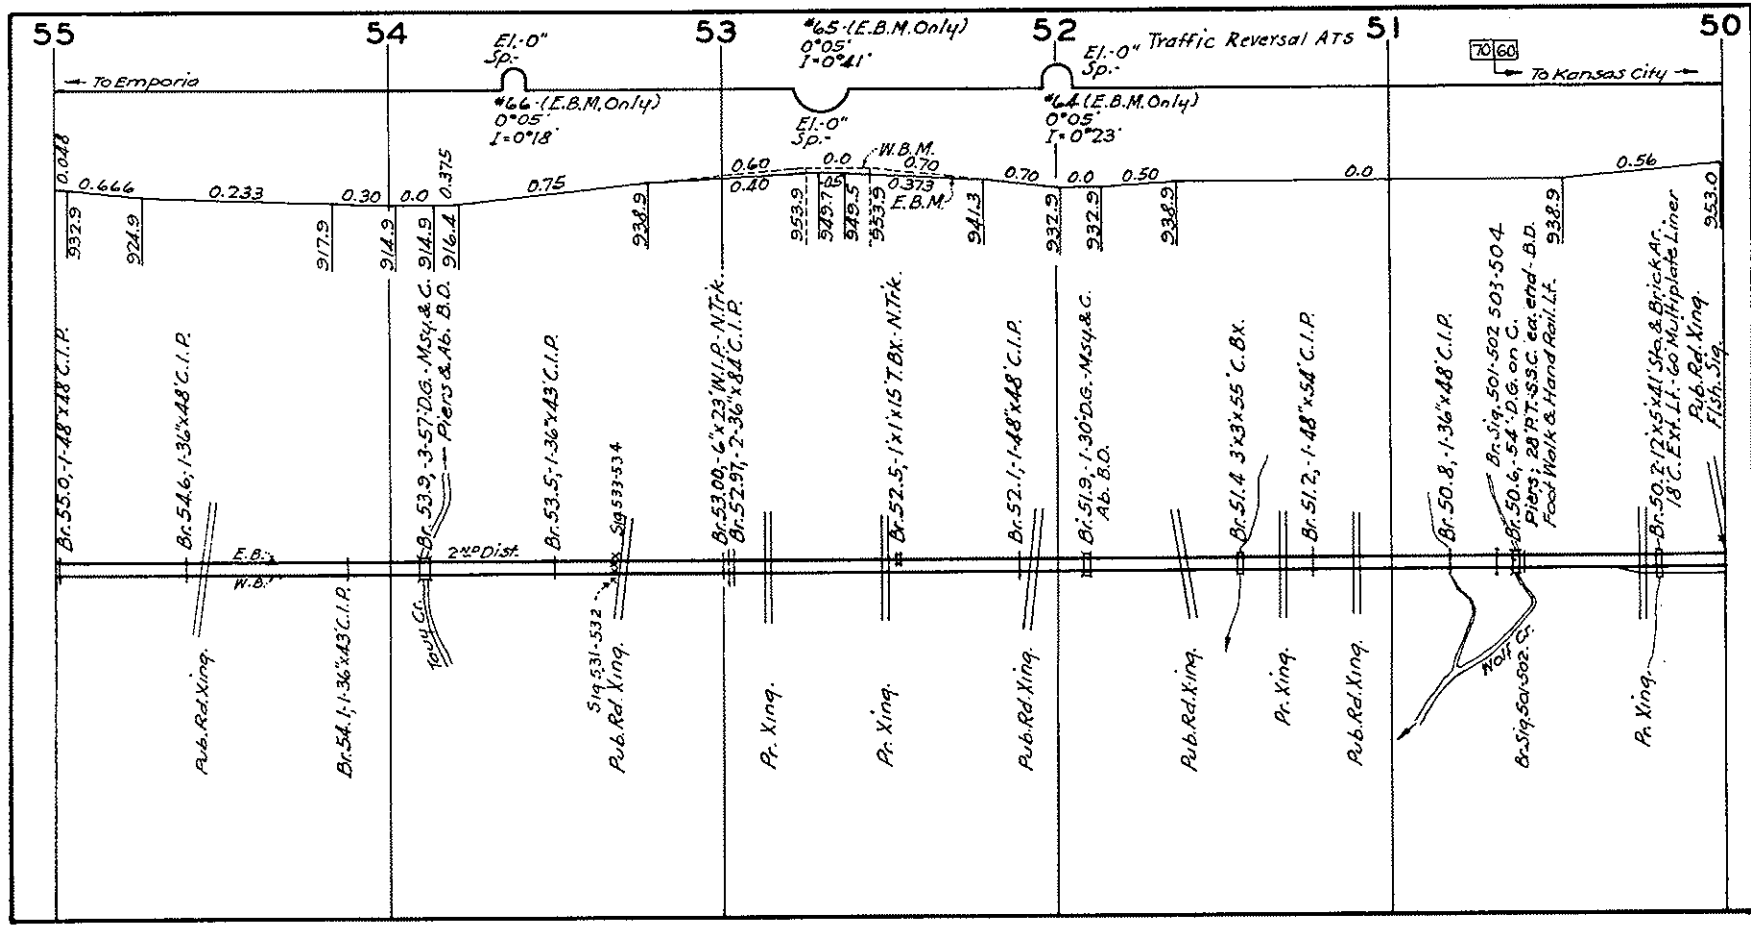 55
54
53
52
51
50
El.-0"
Sp.-
#65-(E.B.M.Only)
0°05'
I=0°41'
El.-0"
Sp.-
Traffic Reversal ATS
70 60
← To Emporia
→ To Kansas City →
#66-(E.B.M.Only)
0°05'
I=0°18'
El.-0"
Sp.-
#64(E.B.M.Only)
0°05'
I=0°23'
0.048
0.666
0.233
0.30
0.0
0.375
0.75
0.60
0.0
W.B.M.
0.70
0.40
.05
0.373
E.B.M.
0.70
0.0
0.50
0.0
0.56
932.9
924.9
917.9
914.9
914.9
916.4
938.9
953.9
949.7
949.5
953.9
941.3
932.9
932.9
938.9
938.9
953.0
Br.55.0,-1-48"x48'C.I.P.
Br.54.6,-1-36"x48'C.I.P.
Br.53.9,-3-57'D.G.-Msy.& C.
Piers & Ab. B.D.
Br.53.5,-1-36"x43'C.I.P.
Sig 533-534
Br.53.00,-6"x23'W.I.P.-N.Trk.
Br.52.97,-2-36"x84'C.I.P.
Br.52.5,-1'x1'x15'T.Bx.-N.Trk.
Br.52.1,-1-48"x48'C.I.P.
Br.51.9,-1-30'D.G.-Msy.& C.
Ab. B.D.
Br.51.4 3'x3'x55'C.Bx.
Br.51.2,-1-48"x54'C.I.P.
Br.50.8,-1-36"x48'C.I.P.
Br.Sig.501-502 503-504
Br.50.6,-54'-D.G. on C.
Piers; 28'P.T.-S.S.C. ea. end-B.D.
Foot Walk & Hand Rail.Lt.
Br.50.2-12'x5'x41'Sto.& Brick Ar.
18'C.Ext.Lt.-60"Multiplate Liner
Pub.Rd.Xing.
Flsh.Sig.
E.B.
W.B.
2ND Dist.
Pub.Rd.Xing.
Br.54.1,-1-36"x43'C.I.P.
Tauy Cr.
Sig 531-532
Pub.Rd.Xing.
Pr. Xing.
Pr. Xing.
Pub.Rd.Xing.
Pub.Rd.Xing.
Pr. Xing.
Pub.Rd.Xing.
Wolf Cr.
Br.Sig.501-502.
Pr. Xing.